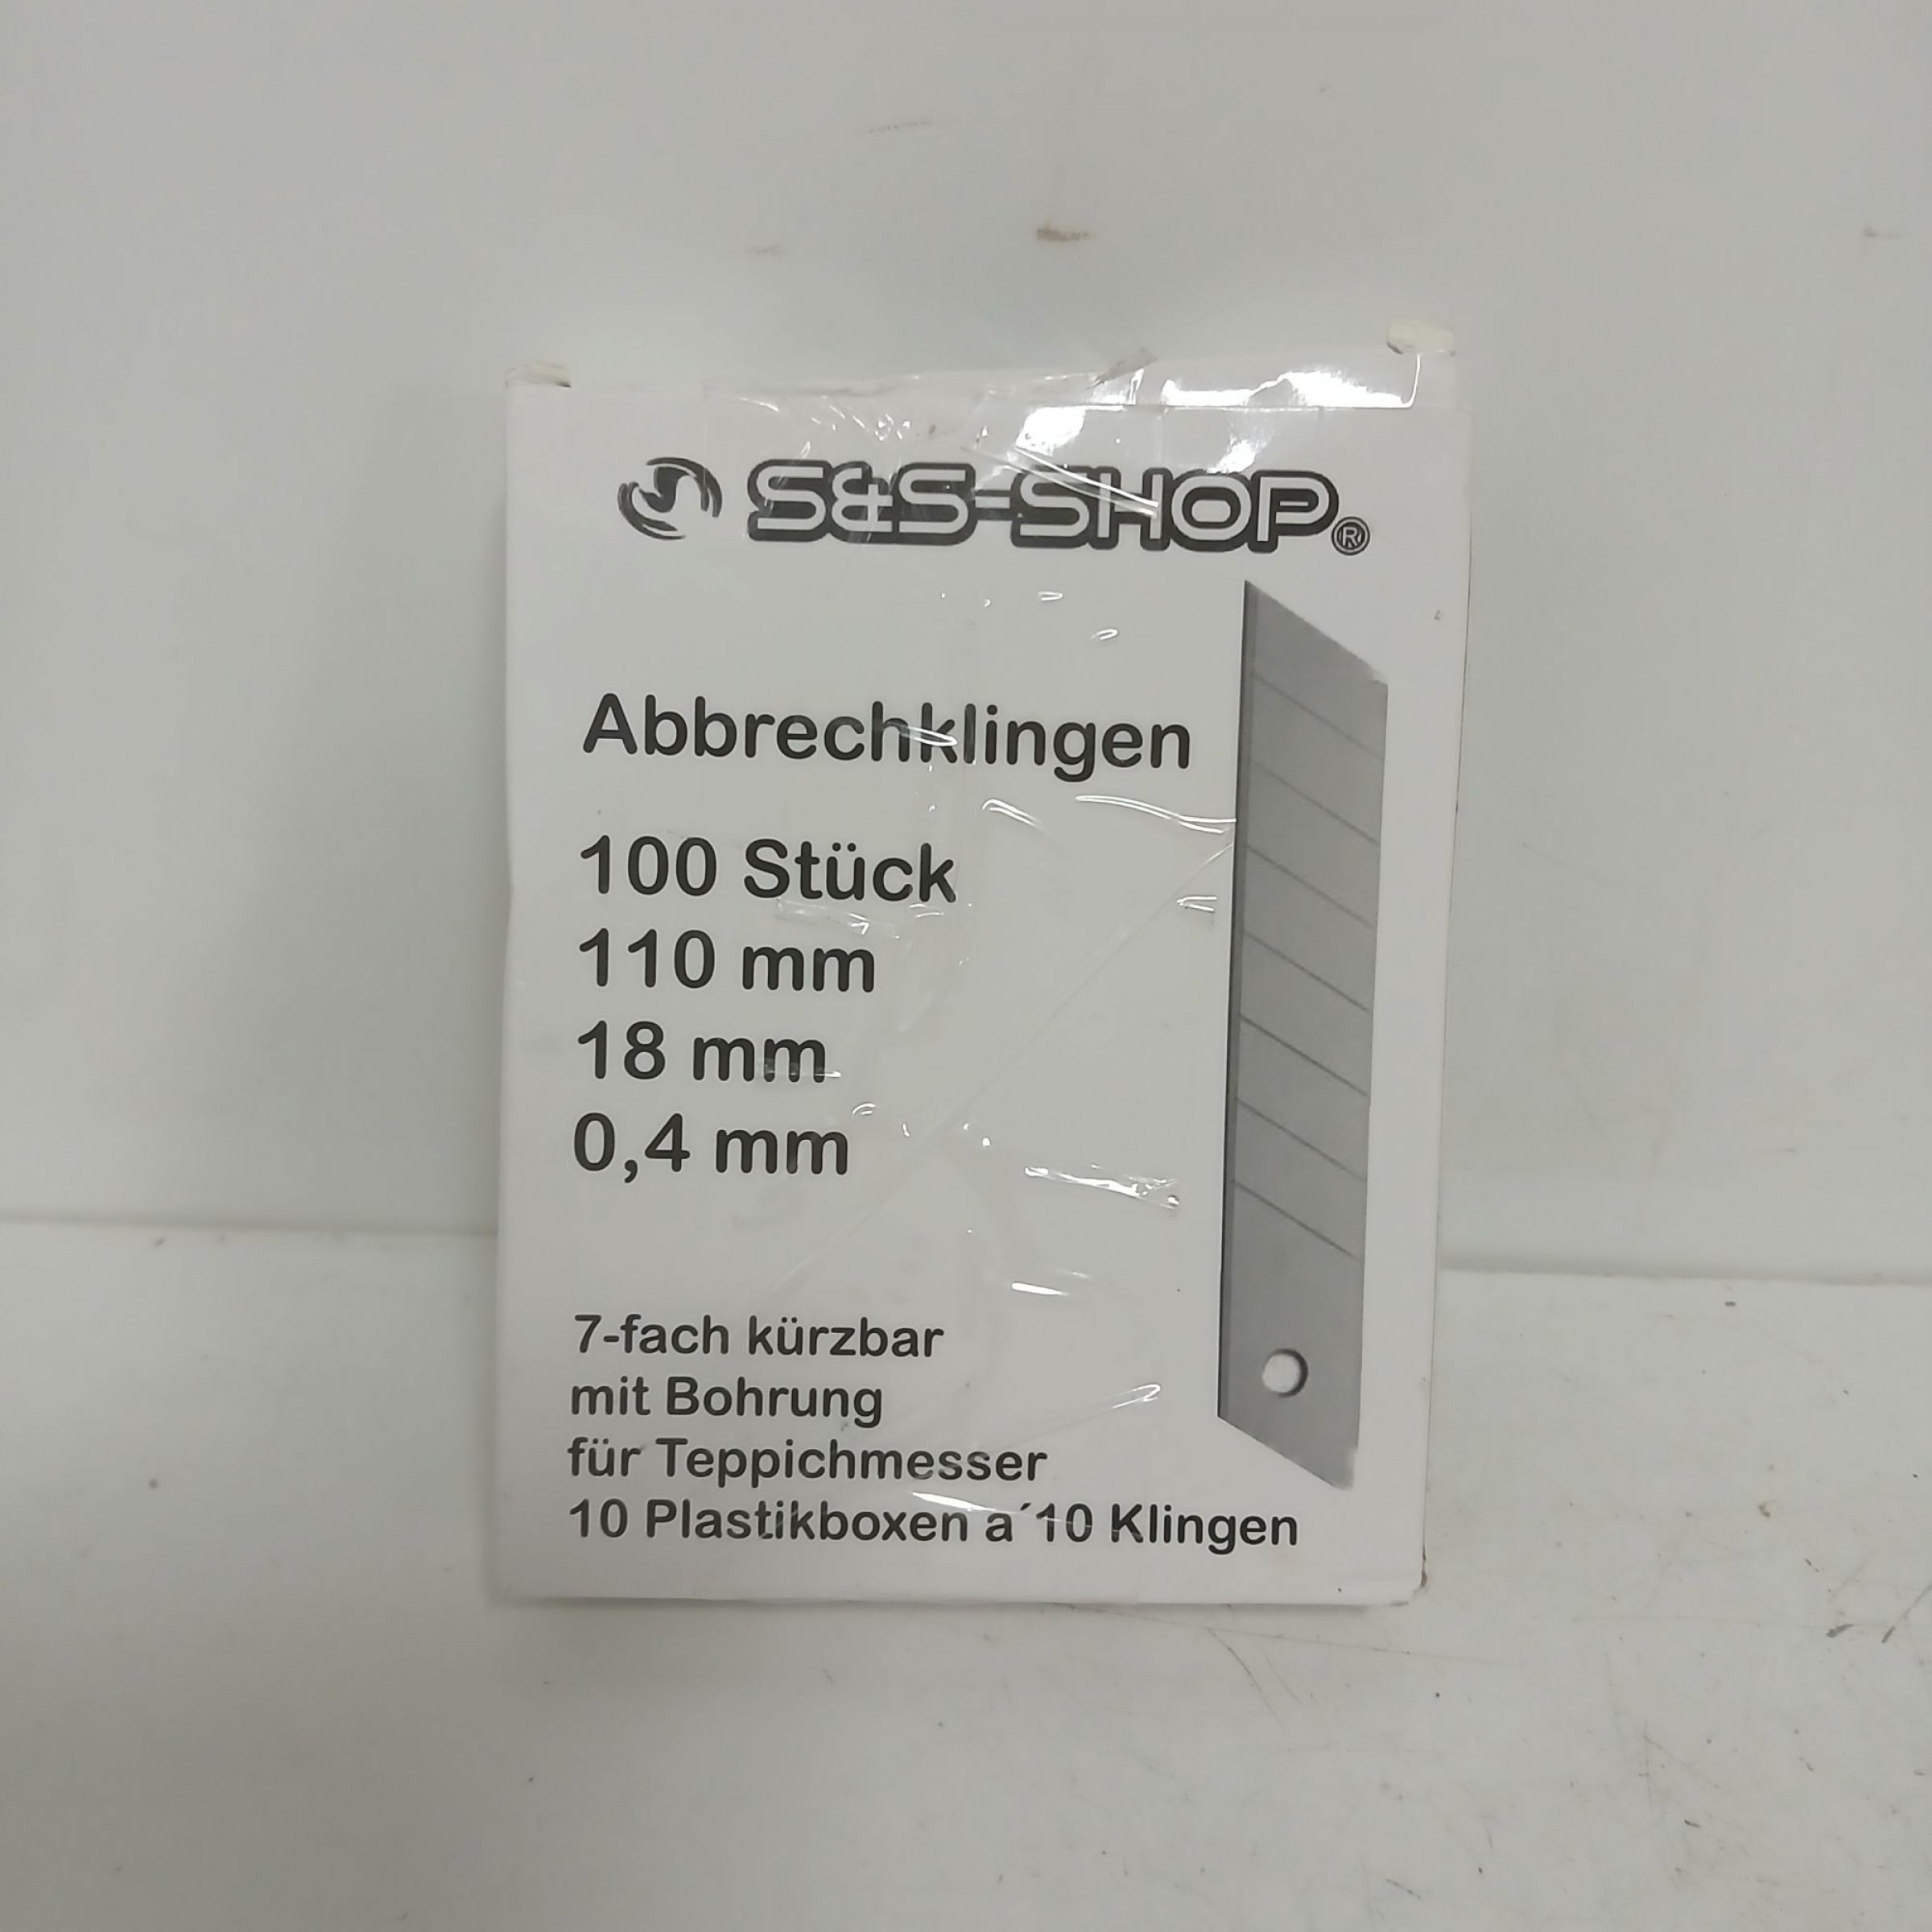 S&S-SHOP®
Abbrechklingen
100 Stück
110 mm
18 mm
0,4 mm
7-fach kürzbar
mit Bohrung
für Teppichmesser
10 Plastikboxen a´10 Klingen